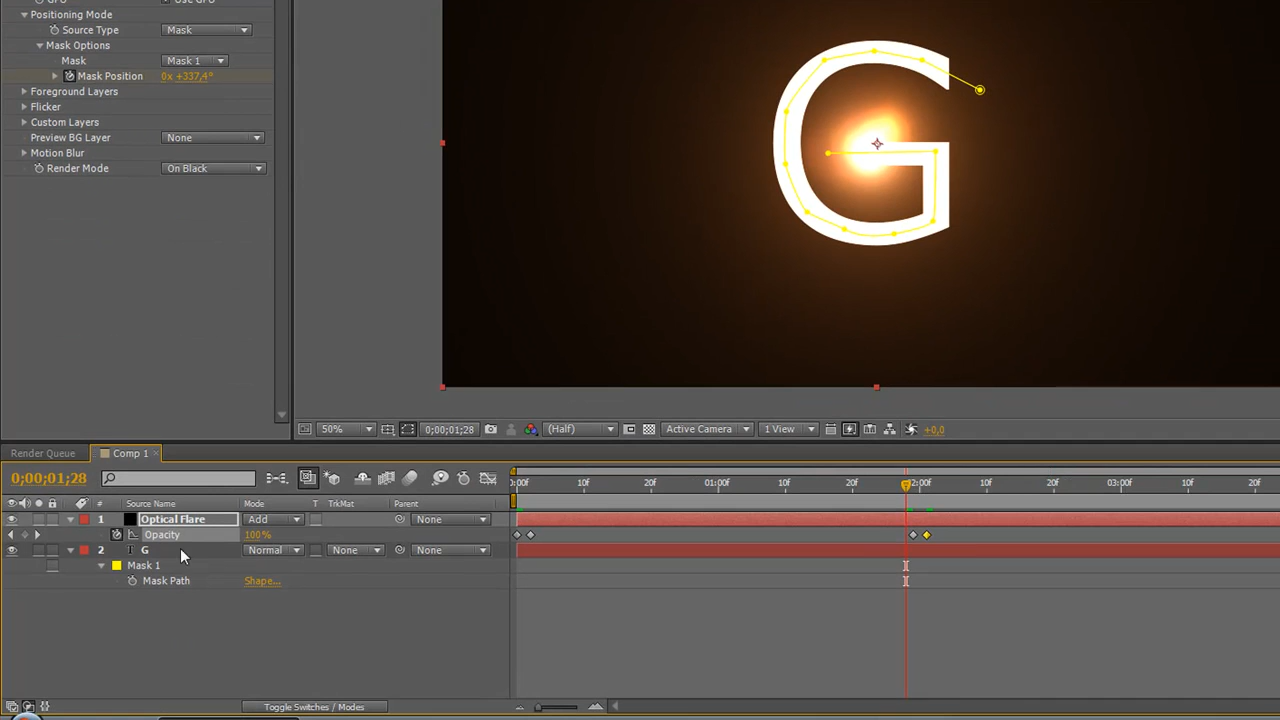 GPU Use GPU
Positioning Mode
Source Type Mask
Mask Options
Mask Mask 1
Mask Position 0x +337,4°
Foreground Layers
Flicker
Custom Layers
Preview BG Layer None
Motion Blur
Render Mode On Black
G
50% 0;00;01;28 (Half) Active Camera 1 View +0,0
Render Queue Comp 1 ×
0;00;01;28
0:00f 10f 20f 01:00f 10f 20f 02:00f 10f 20f 03:00f 10f 20f
# Source Name Mode T TrkMat Parent
1 Optical Flare Add None
Opacity 100%
2 T G Normal None None
Mask 1
Mask Path Shape...
Toggle Switches / Modes